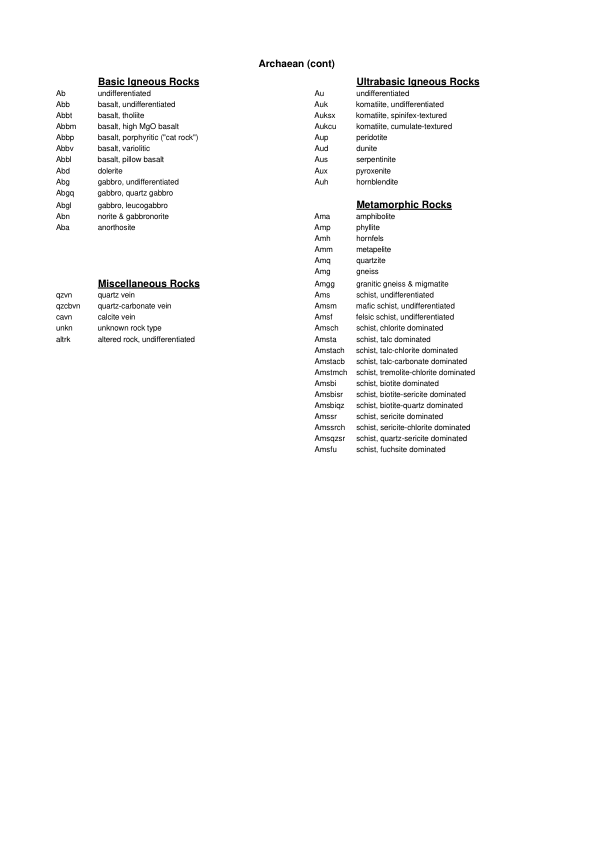 Archaean (cont)
Basic Igneous Rocks
Ab undifferentiated
Abb basalt, undifferentiated
Abbt basalt, tholiite
Abbm basalt, high MgO basalt
Abbp basalt, porphyritic ("cat rock")
Abbv basalt, variolitic
Abbl basalt, pillow basalt
Abd dolerite
Abg gabbro, undifferentiated
Abgq gabbro, quartz gabbro
Abgl gabbro, leucogabbro
Abn norite & gabbronorite
Aba anorthosite
Miscellaneous Rocks
qzvn quartz vein
qzcbvn quartz-carbonate vein
cavn calcite vein
unkn unknown rock type
altrk altered rock, undifferentiated
Ultrabasic Igneous Rocks
Au undifferentiated
Auk komatiite, undifferentiated
Auksx komatiite, spinifex-textured
Aukcu komatiite, cumulate-textured
Aup peridotite
Aud dunite
Aus serpentinite
Aux pyroxenite
Auh hornblendite
Metamorphic Rocks
Ama amphibolite
Amp phyllite
Amh hornfels
Amm metapelite
Amq quartzite
Amg gneiss
Amgg granitic gneiss & migmatite
Ams schist, undifferentiated
Amsm mafic schist, undifferentiated
Amsf felsic schist, undifferentiated
Amsch schist, chlorite dominated
Amsta schist, talc dominated
Amstach schist, talc-chlorite dominated
Amstacb schist, talc-carbonate dominated
Amstmch schist, tremolite-chlorite dominated
Amsbi schist, biotite dominated
Amsbisr schist, biotite-sericite dominated
Amsbiqz schist, biotite-quartz dominated
Amssr schist, sericite dominated
Amssrch schist, sericite-chlorite dominated
Amsqzsr schist, quartz-sericite dominated
Amsfu schist, fuchsite dominated